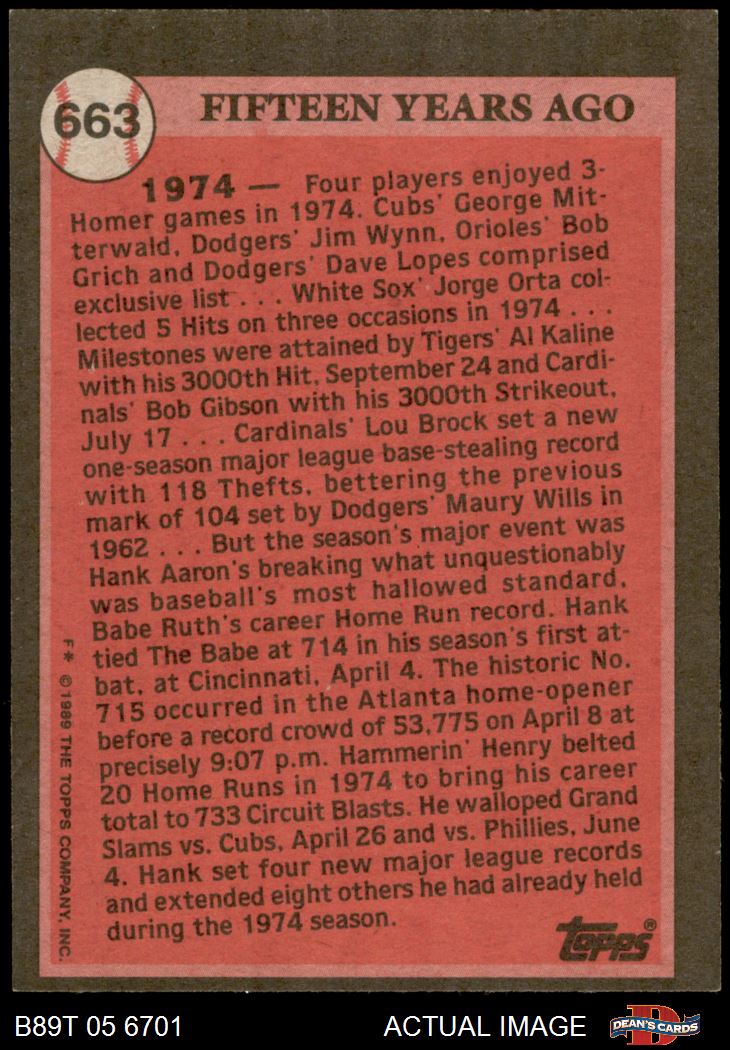 663
FIFTEEN YEARS AGO
1974 — Four players enjoyed 3-
Homer games in 1974. Cubs' George Mit-
terwald, Dodgers' Jim Wynn, Orioles' Bob
Grich and Dodgers' Dave Lopes comprised
exclusive list . . . White Sox' Jorge Orta col-
lected 5 Hits on three occasions in 1974 . . .
Milestones were attained by Tigers' Al Kaline
with his 3000th Hit, September 24 and Cardi-
nals' Bob Gibson with his 3000th Strikeout,
July 17 . . . Cardinals' Lou Brock set a new
one-season major league base-stealing record
with 118 Thefts, bettering the previous
mark of 104 set by Dodgers' Maury Wills in
1962 . . . But the season's major event was
Hank Aaron's breaking what unquestionably
was baseball's most hallowed standard,
Babe Ruth's career Home Run record. Hank
tied The Babe at 714 in his season's first at-
bat, at Cincinnati, April 4. The historic No.
715 occurred in the Atlanta home-opener
before a record crowd of 53,775 on April 8 at
precisely 9:07 p.m. Hammerin' Henry belted
20 Home Runs in 1974 to bring his career
total to 733 Circuit Blasts. He walloped Grand
Slams vs. Cubs, April 26 and vs. Phillies, June
4. Hank set four new major league records
and extended eight others he had already held
during the 1974 season.
F* © 1989 THE TOPPS COMPANY, INC.
topps®
B89T 05 6701
ACTUAL IMAGE
D
DEAN'S CARDS